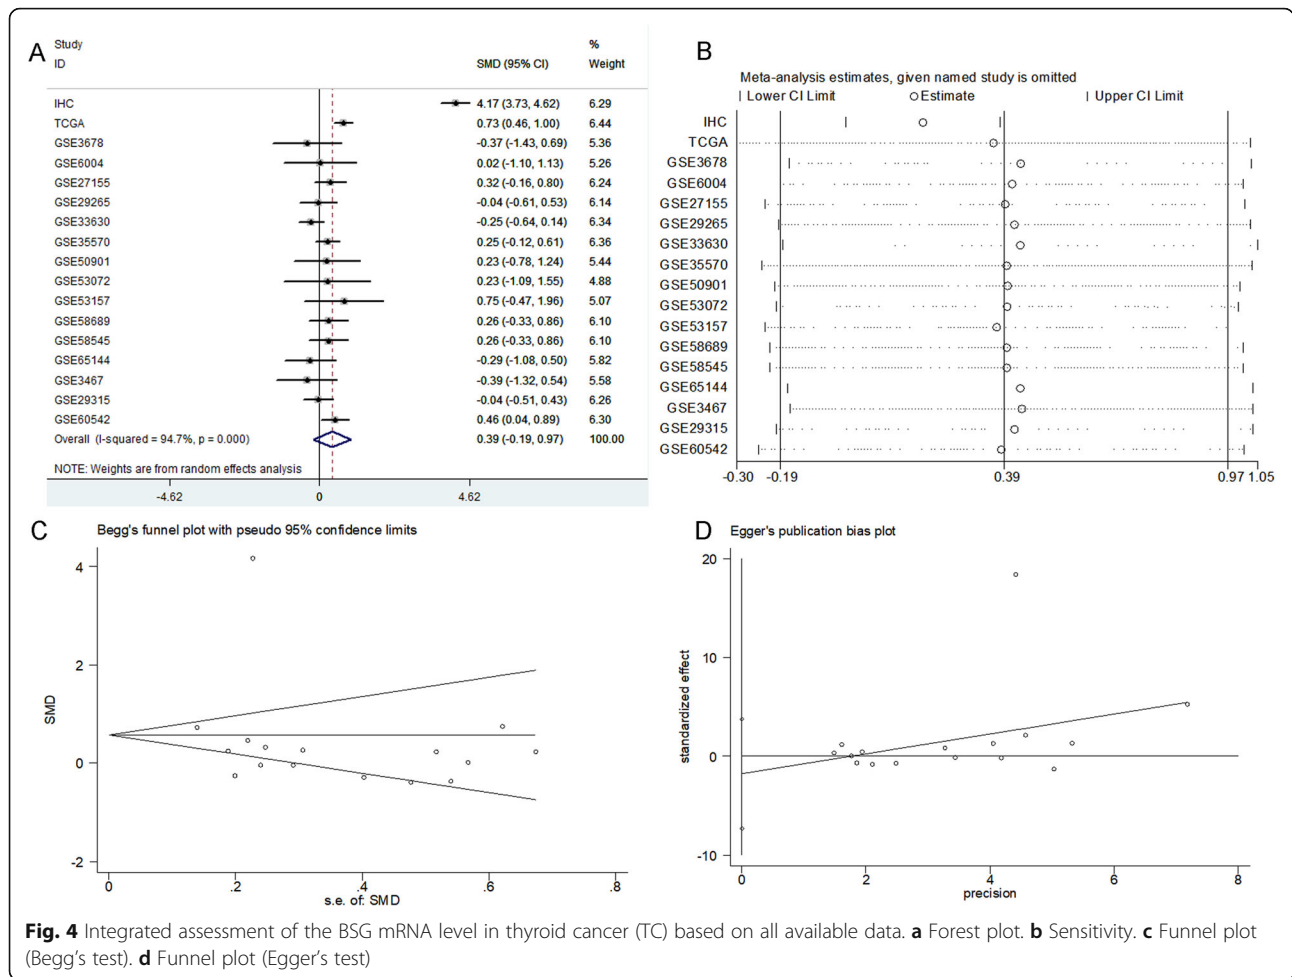 A
Study
%
ID
SMD (95% CI)
Weight
IHC
4.17 (3.73, 4.62)
6.29
TCGA
0.73 (0.46, 1.00)
6.44
GSE3678
-0.37 (-1.43, 0.69)
5.36
GSE6004
0.02 (-1.10, 1.13)
5.26
GSE27155
0.32 (-0.16, 0.80)
6.24
GSE29265
-0.04 (-0.61, 0.53)
6.14
GSE33630
-0.25 (-0.64, 0.14)
6.34
GSE35570
0.25 (-0.12, 0.61)
6.36
GSE50901
0.23 (-0.78, 1.24)
5.44
GSE53072
0.23 (-1.09, 1.55)
4.88
GSE53157
0.75 (-0.47, 1.96)
5.07
GSE58689
0.26 (-0.33, 0.86)
6.10
GSE58545
0.26 (-0.33, 0.86)
6.10
GSE65144
-0.29 (-1.08, 0.50)
5.82
GSE3467
-0.39 (-1.32, 0.54)
5.58
GSE29315
-0.04 (-0.51, 0.43)
6.26
GSE60542
0.46 (0.04, 0.89)
6.30
Overall (I-squared = 94.7%, p = 0.000)
0.39 (-0.19, 0.97)
100.00
NOTE: Weights are from random effects analysis
-4.62
0
4.62
B
Meta-analysis estimates, given named study is omitted
Lower CI Limit
Estimate
Upper CI Limit
IHC
TCGA
GSE3678
GSE6004
GSE27155
GSE29265
GSE33630
GSE35570
GSE50901
GSE53072
GSE53157
GSE58689
GSE58545
GSE65144
GSE3467
GSE29315
GSE60542
-0.30
-0.19
0.39
0.97
1.05
C
Begg's funnel plot with pseudo 95% confidence limits
SMD
4
2
0
-2
0
.2
.4
.6
.8
s.e. of: SMD
D
Egger's publication bias plot
standardized effect
20
10
0
-10
0
2
4
6
8
precision
Fig. 4 Integrated assessment of the BSG mRNA level in thyroid cancer (TC) based on all available data. a Forest plot. b Sensitivity. c Funnel plot
(Begg's test). d Funnel plot (Egger's test)